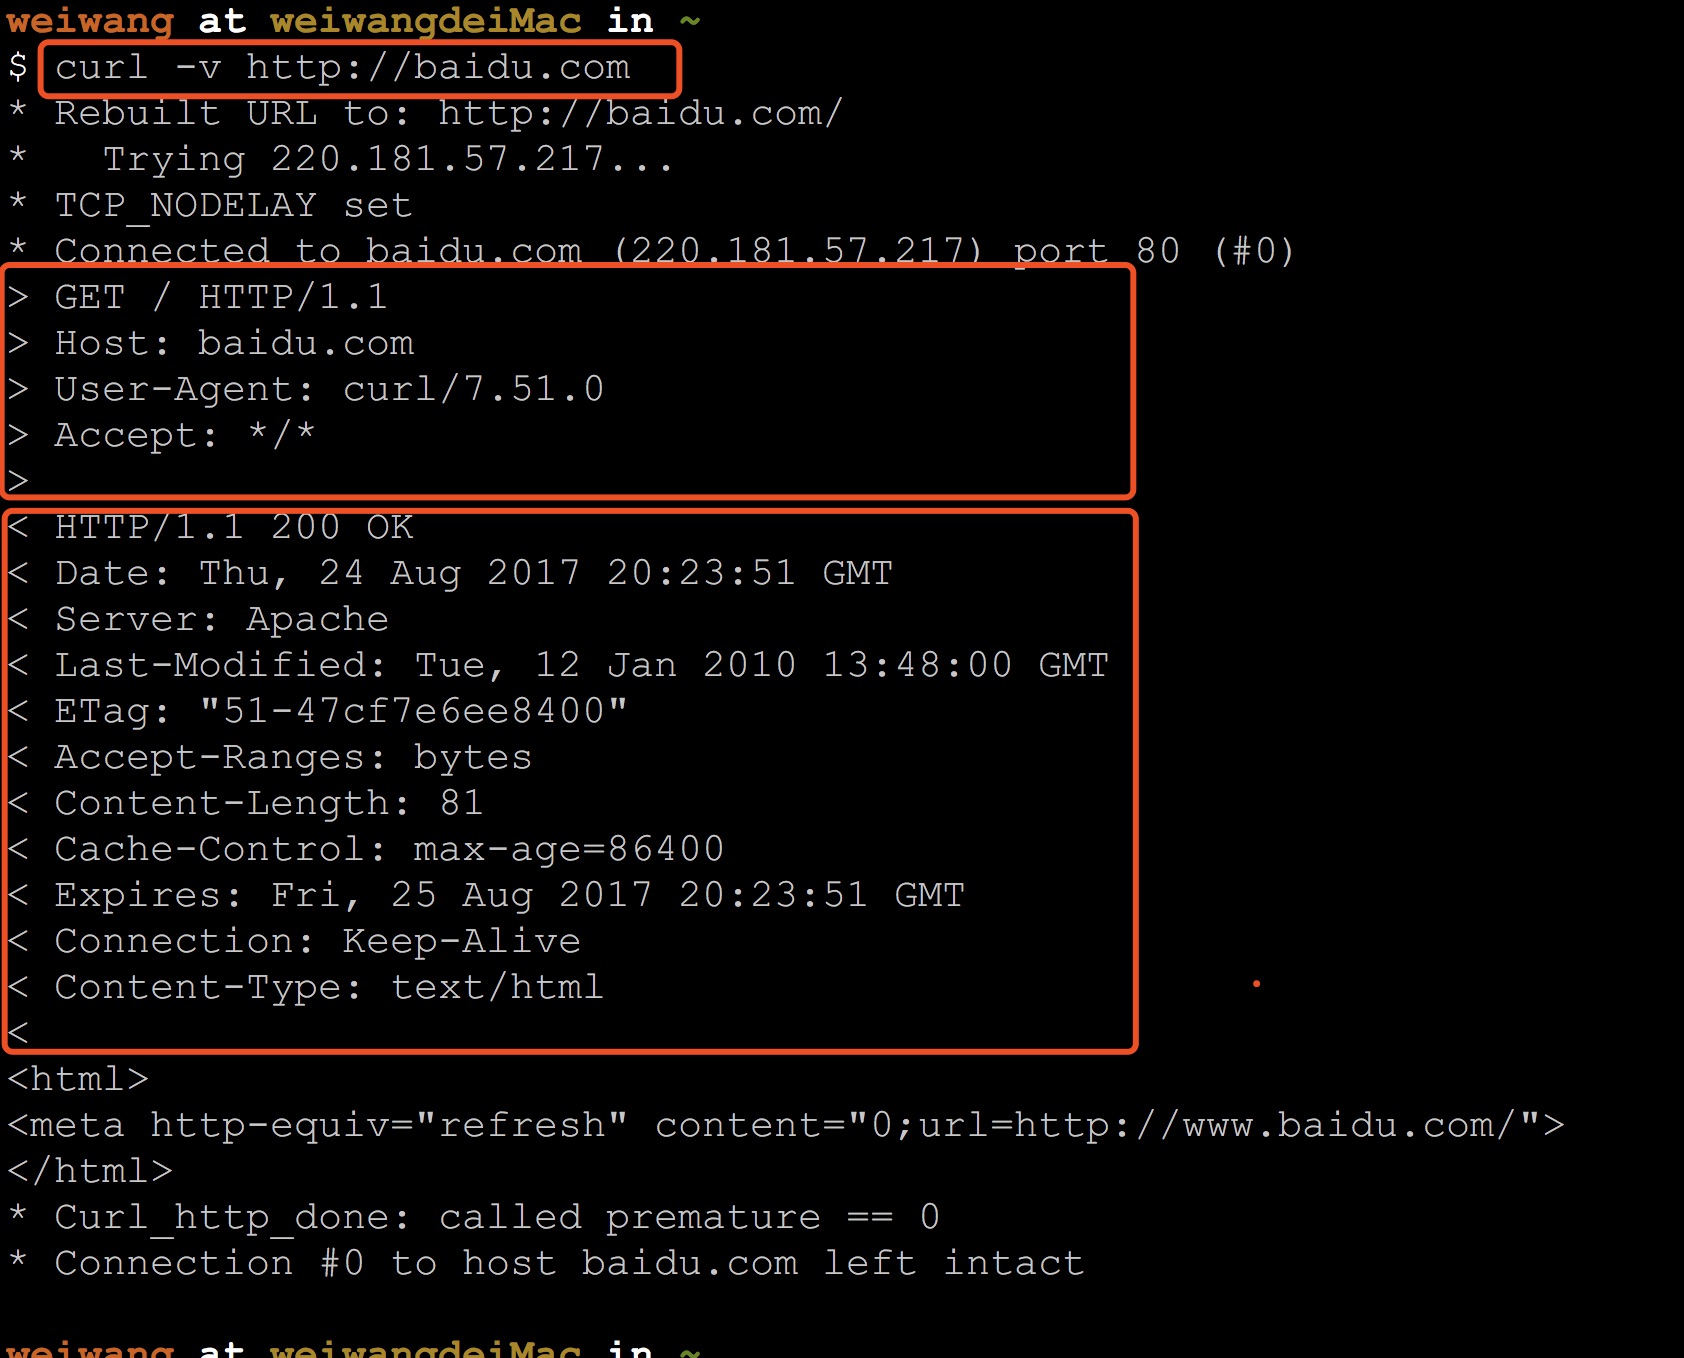 weiwang at weiwangdeiMac in ~
$ curl -v http://baidu.com
* Rebuilt URL to: http://baidu.com/
*   Trying 220.181.57.217...
* TCP_NODELAY set
* Connected to baidu.com (220.181.57.217) port 80 (#0)
> GET / HTTP/1.1
> Host: baidu.com
> User-Agent: curl/7.51.0
> Accept: */*
>
< HTTP/1.1 200 OK
< Date: Thu, 24 Aug 2017 20:23:51 GMT
< Server: Apache
< Last-Modified: Tue, 12 Jan 2010 13:48:00 GMT
< ETag: "51-47cf7e6ee8400"
< Accept-Ranges: bytes
< Content-Length: 81
< Cache-Control: max-age=86400
< Expires: Fri, 25 Aug 2017 20:23:51 GMT
< Connection: Keep-Alive
< Content-Type: text/html
<
<html>
<meta http-equiv="refresh" content="0;url=http://www.baidu.com/">
</html>
* Curl_http_done: called premature == 0
* Connection #0 to host baidu.com left intact
weiwang at weiwangdeiMac in ~